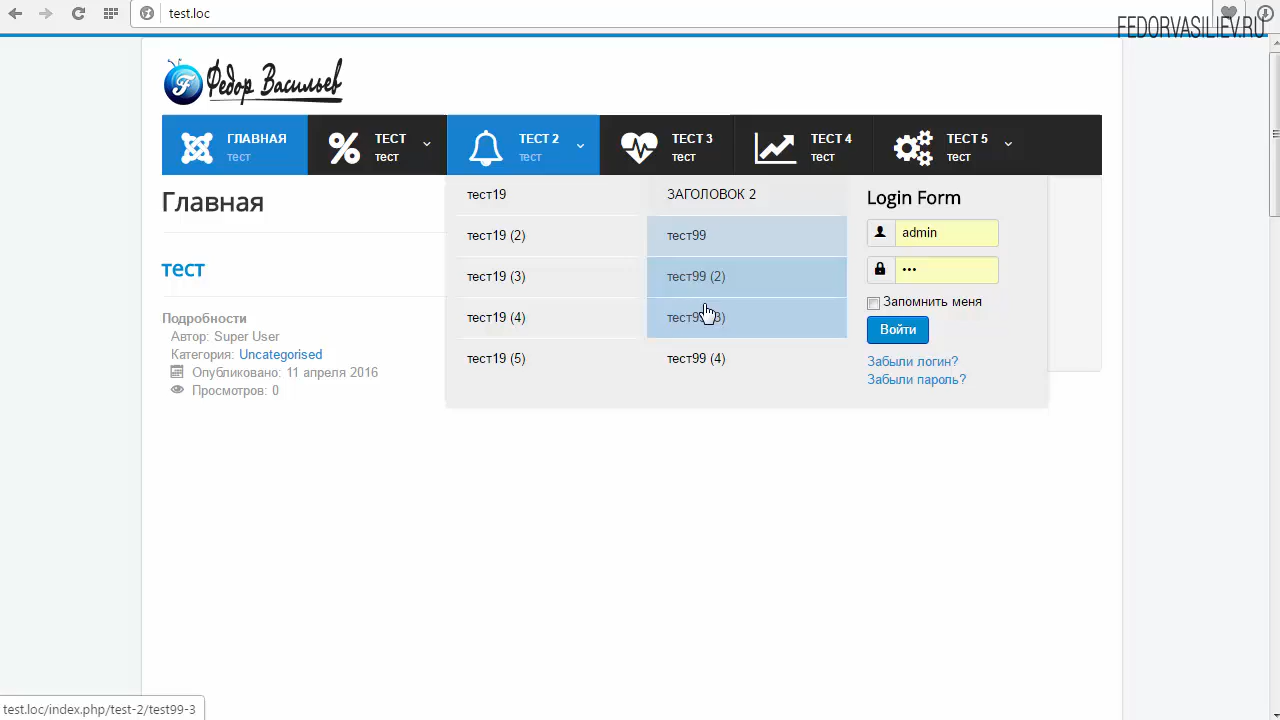 test.loc
FEDORVASILIEV.RU
Федор Васильев
ГЛАВНАЯ
тест
ТЕСТ
тест
ТЕСТ 2
тест
ТЕСТ 3
тест
ТЕСТ 4
тест
ТЕСТ 5
тест
Главная
тест
Подробности
Автор: Super User
Категория: Uncategorised
Опубликовано: 11 апреля 2016
Просмотров: 0
тест19
тест19 (2)
тест19 (3)
тест19 (4)
тест19 (5)
ЗАГОЛОВОК 2
тест99
тест99 (2)
тест99 (3)
тест99 (4)
Login Form
admin
•••
Запомнить меня
Войти
Забыли логин?
Забыли пароль?
test.loc/index.php/test-2/test99-3